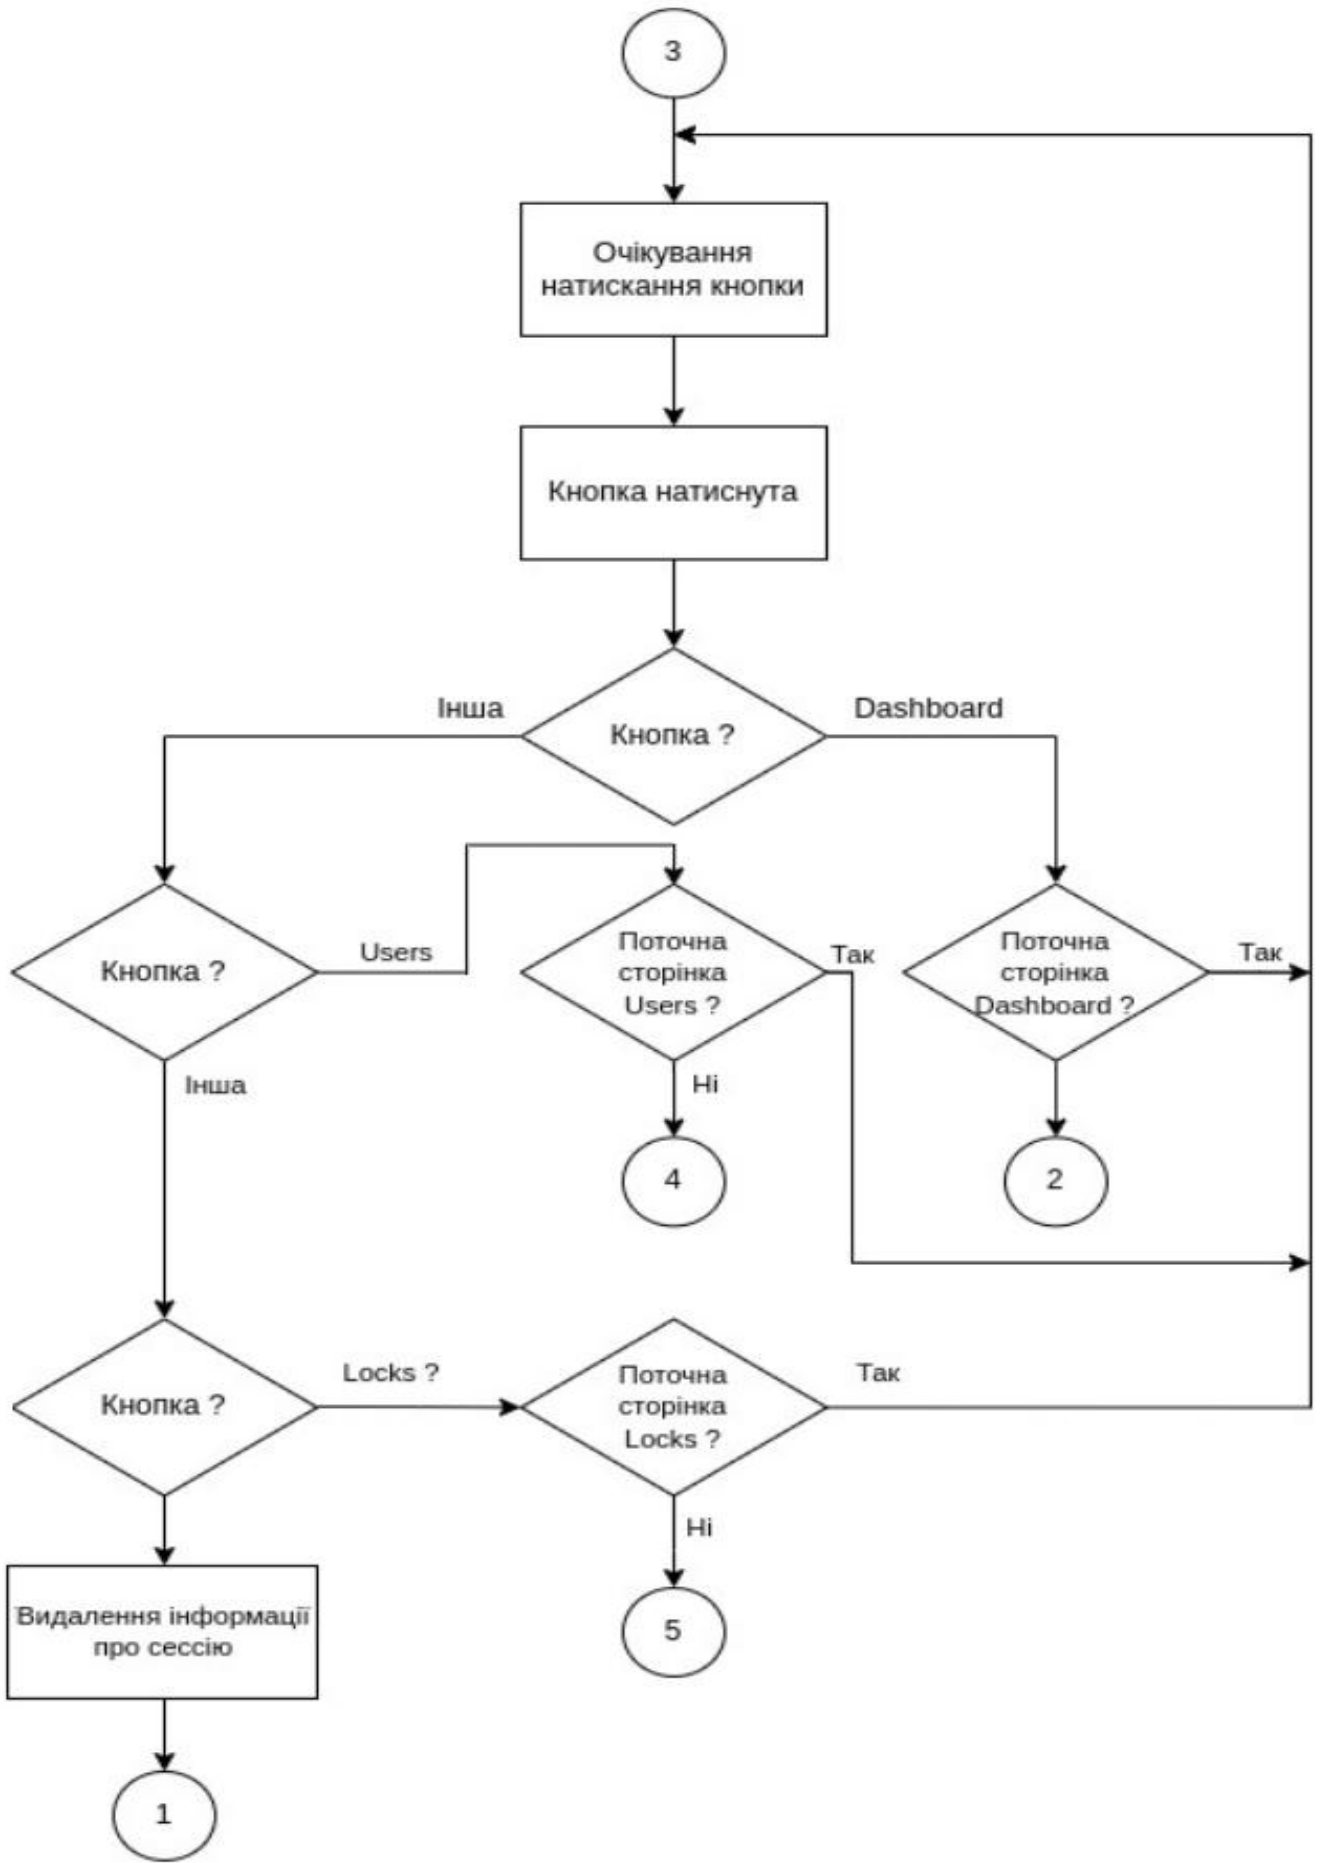 3
Очікування
натискання кнопки
Кнопка натиснута
Інша
Кнопка ?
Dashboard
Кнопка ?
Users
Поточна
сторінка
Users ?
Так
Поточна
сторінка
Dashboard ?
Так
Інша
Ні
4
2
Кнопка ?
Locks ?
Поточна
сторінка
Locks ?
Так
Ні
Видалення інформації
про сессію
5
1